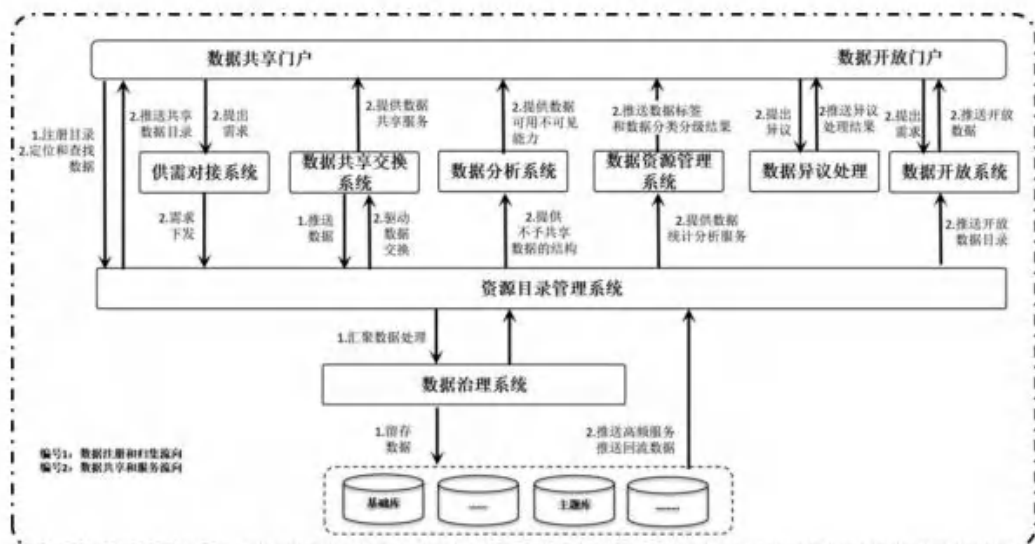 数据共享门户
数据开放门户
1.注册目录
2.定位和查找
数据
2.推送共享
数据目录
2.提出
需求
2.提供数据
共享服务
2.提供数据
可用不可见
能力
2.推送数据标签
和数据分类分级结果
2.提出
异议
2.推送异议
处理结果
2.提出
需求
2.推送开放
数据
供需对接系统
数据共享交换
系统
数据分析系统
数据资源管理
系统
数据异议处理
数据开放系统
2.需求
下发
1.推送
数据
2.驱动
数据
交换
2.提供
不予共享
数据的结构
2.提供数据
统计分析服务
2.推送开放
数据目录
资源目录管理系统
1.汇聚数据处理
数据治理系统
1.留存
数据
2.推送高频服务
推送回流数据
编号1：数据注册和归集流向
编号2：数据共享和服务流向
基础库
......
主题库
......